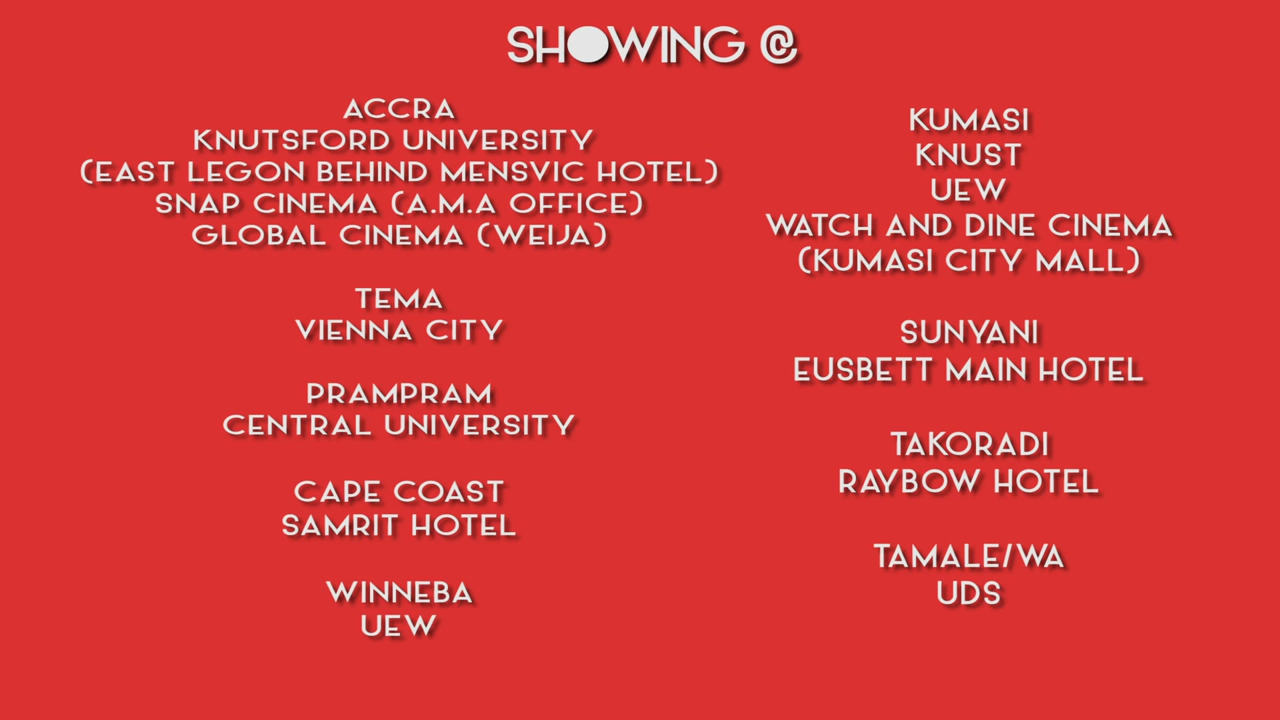 SHOWING @
ACCRA
KNUTSFORD UNIVERSITY
(EAST LEGON BEHIND MENSVIC HOTEL)
SNAP CINEMA (A.M.A OFFICE)
GLOBAL CINEMA (WEIJA)
TEMA
VIENNA CITY
PRAMPRAM
CENTRAL UNIVERSITY
CAPE COAST
SAMRIT HOTEL
WINNEBA
UEW
KUMASI
KNUST
UEW
WATCH AND DINE CINEMA
(KUMASI CITY MALL)
SUNYANI
EUSBETT MAIN HOTEL
TAKORADI
RAYBOW HOTEL
TAMALE/WA
UDS